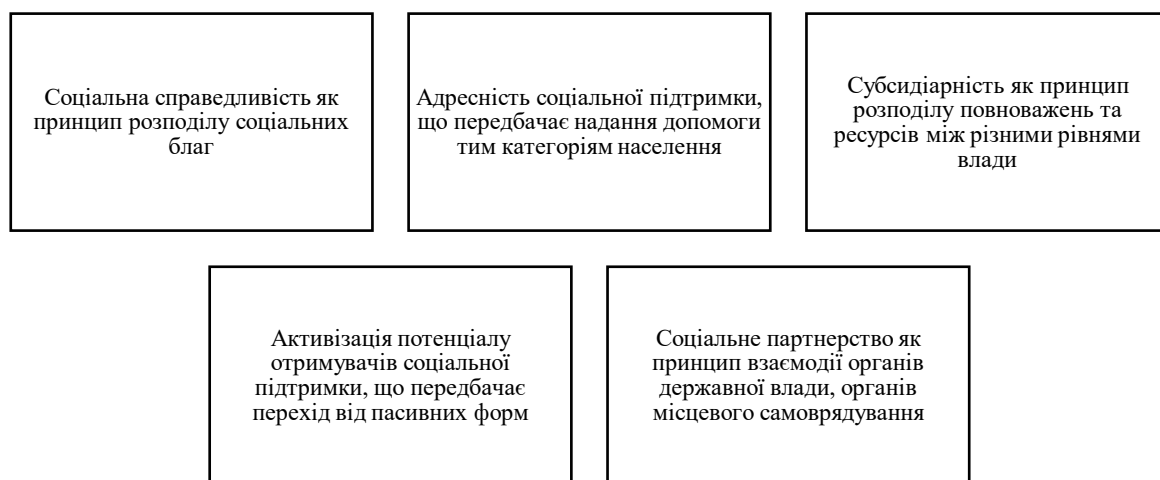 Соціальна справедливість як
принцип розподілу соціальних
благ
Адресність соціальної підтримки,
що передбачає надання допомоги
тим категоріям населення
Субсидіарність як принцип
розподілу повноважень та
ресурсів між різними рівнями
влади
Активізація потенціалу
отримувачів соціальної
підтримки, що передбачає
перехід від пасивних форм
Соціальне партнерство як
принцип взаємодії органів
державної влади, органів
місцевого самоврядування